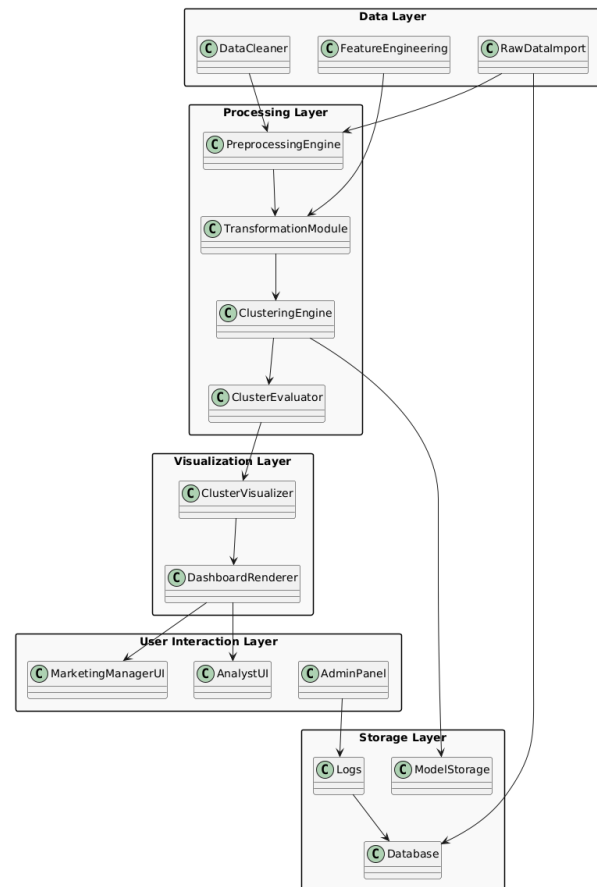 Data Layer
C DataCleaner
C FeatureEngineering
C RawDataImport
Processing Layer
C PreprocessingEngine
C TransformationModule
C ClusteringEngine
C ClusterEvaluator
Visualization Layer
C ClusterVisualizer
C DashboardRenderer
User Interaction Layer
C MarketingManagerUI
C AnalystUI
C AdminPanel
Storage Layer
C Logs
C ModelStorage
C Database